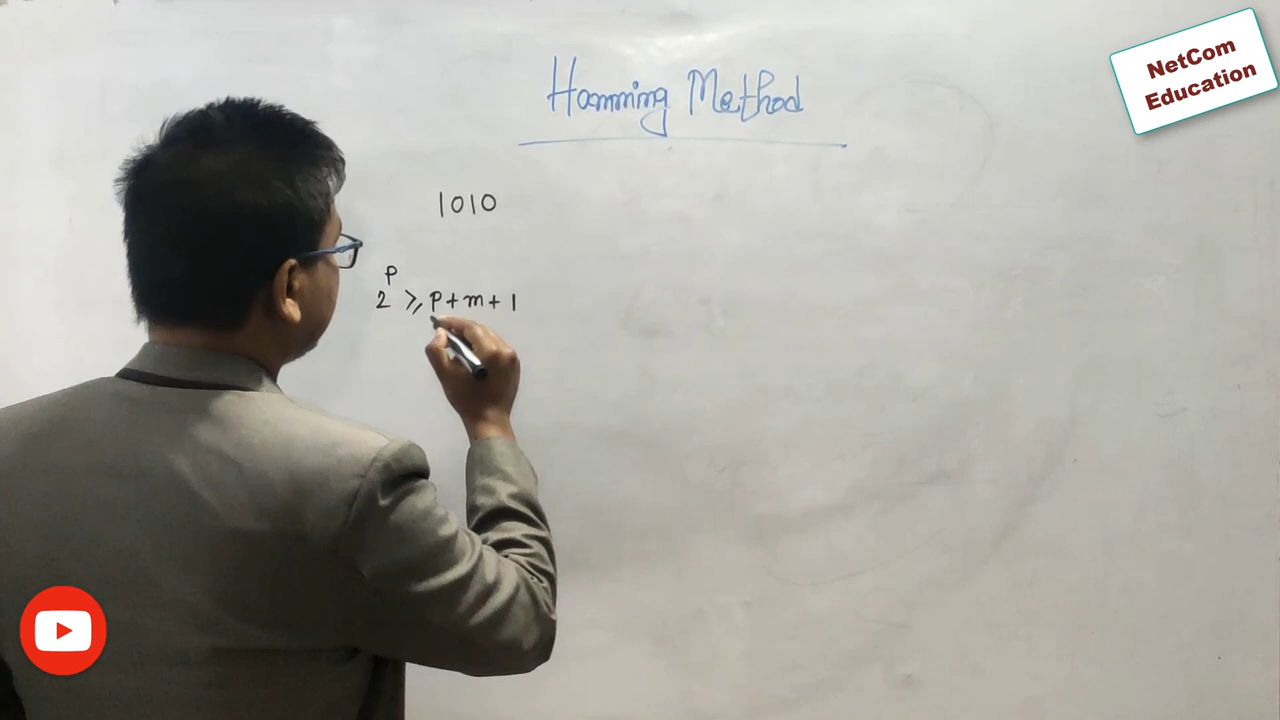 NetCom
Education
Hamming Method
1010
2^p ≥ p+m+1